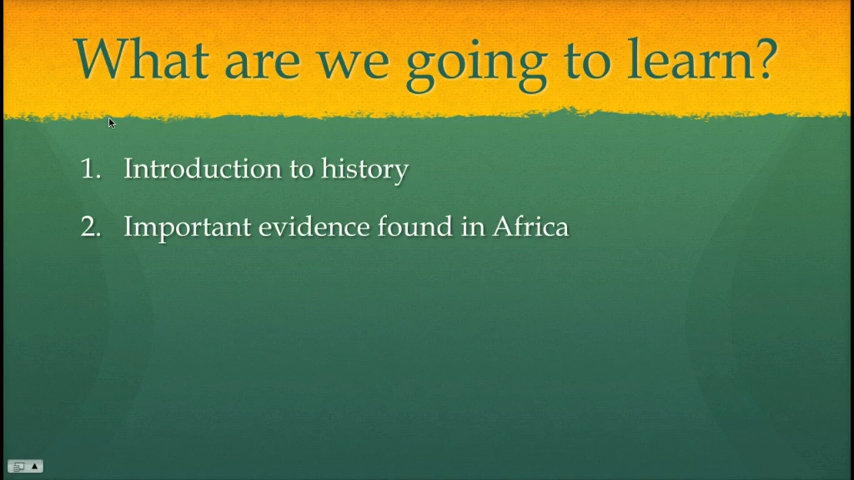 What are we going to learn?
1. Introduction to history
2. Important evidence found in Africa